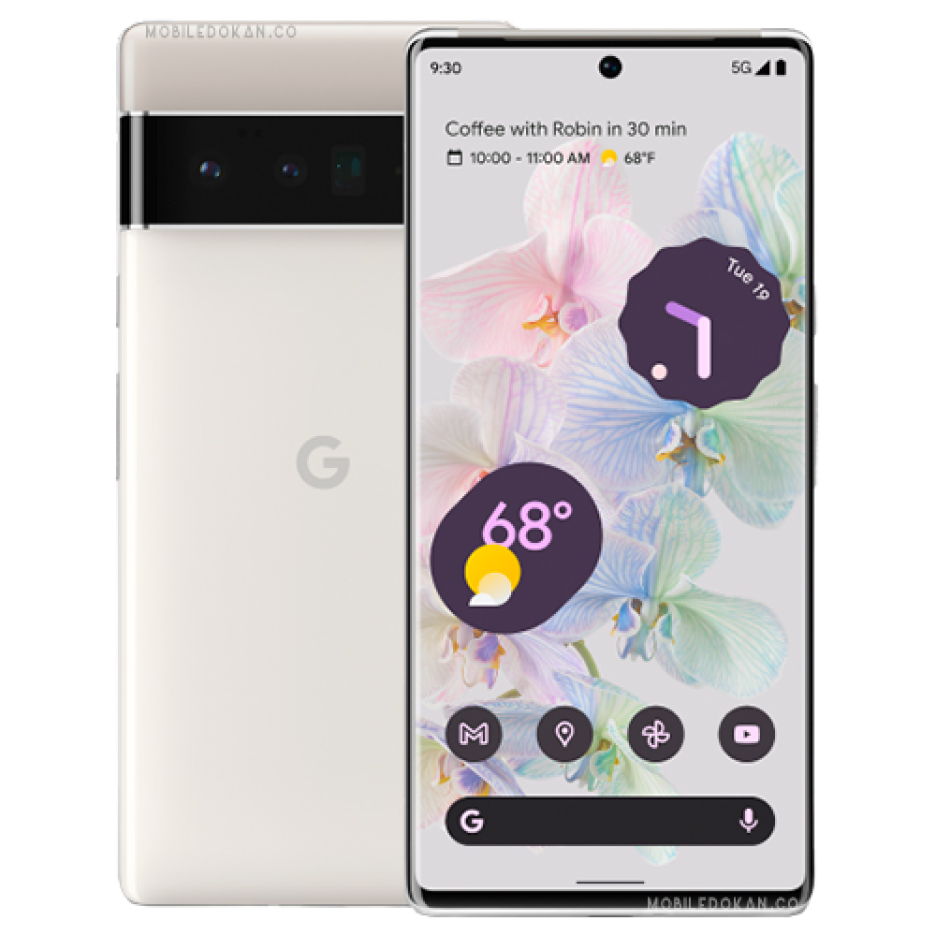 MOBILEDOKAN.CO
9:30
5G
Coffee with Robin in 30 min
10:00 - 11:00 AM 68°F
Tue 19
68°
G
G
MOBILEDOKAN.CO